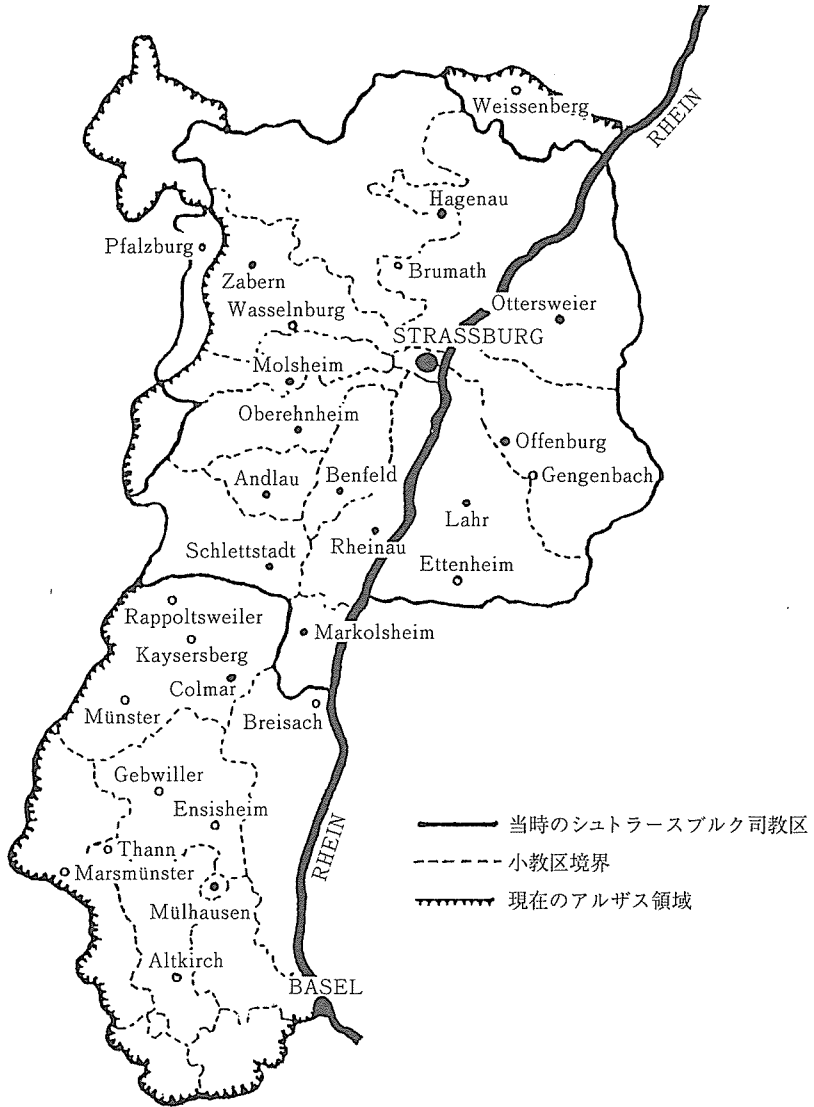 Weissenberg
RHEIN
Hagenau
Pfalzburg
Zabern
Brumath
Wasselnburg
Ottersweier
STRASSBURG
Molsheim
Oberehnheim
Offenburg
Andlau
Benfeld
Gengenbach
Lahr
Schlettstadt
Rheinau
Ettenheim
Rappoltsweiler
Markolsheim
Kaysersberg
Colmar
Münster
Breisach
Gebwiller
Ensisheim
RHEIN
当時のシュトラースブルク司教区
Thann
小教区境界
Marsmünster
現在のアルザス領域
Mülhausen
Altkirch
BASEL